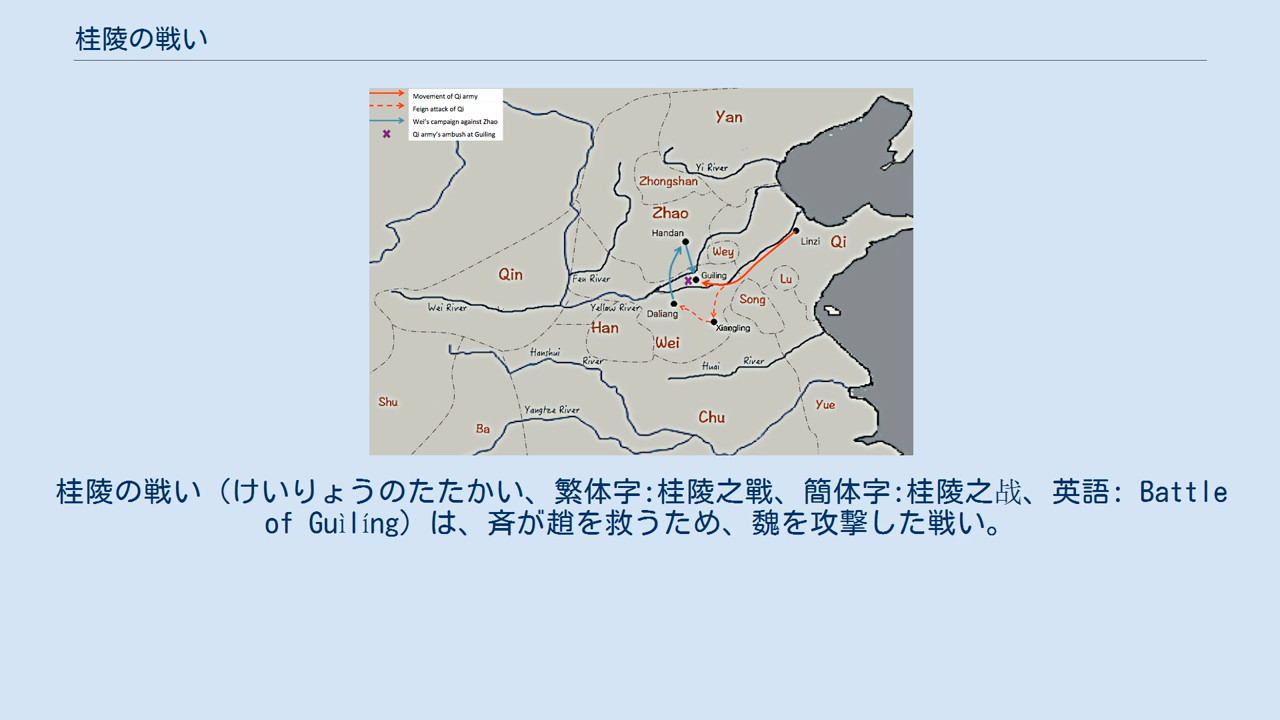 桂陵の戦い
Movement of Qi army
Feign attack of Qi
Wei's campaign against Zhao
Qi army's ambush at Guiling
Yan
Yi River
Zhongshan
Zhao
Handan
Linzi
Qi
Wey
Qin
Fen River
Guiling
Lu
Song
Wei River
Yellow River
Daliang
Xiangling
Han
Wei
Hanshui
River
Huai
River
Shu
Yangtze River
Ba
Chu
Yue
桂陵の戦い（けいりょうのたたかい、繁体字:桂陵之戰、簡体字:桂陵之战、英語: Battle
of Guìlíng）は、斉が趙を救うため、魏を攻撃した戦い。